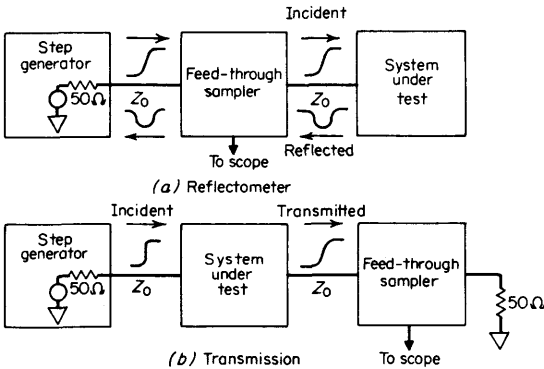 Incident
Step
generator
50Ω
Z₀
Feed-through
sampler
Z₀
System
under
test
Reflected
To scope
(a) Reflectometer
Incident
Transmitted
Step
generator
50Ω
Z₀
System
under
test
Z₀
Feed-through
sampler
50Ω
(b) Transmission
To scope